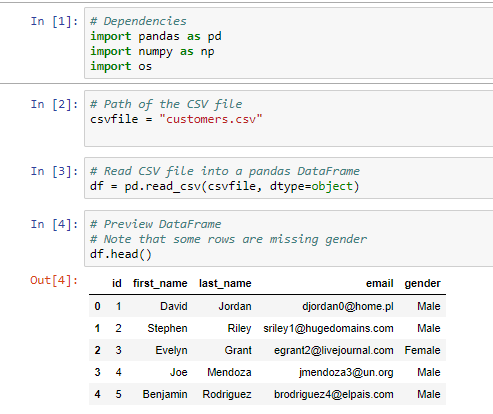 In [1]: # Dependencies
import pandas as pd
import numpy as np
import os
In [2]: # Path of the CSV file
csvfile = "customers.csv"
In [3]: # Read CSV file into a pandas DataFrame
df = pd.read_csv(csvfile, dtype=object)
In [4]: # Preview DataFrame
# Note that some rows are missing gender
df.head()
Out[4]:
id first_name last_name email gender
0 1 David Jordan djordan0@home.pl Male
1 2 Stephen Riley sriley1@hugedomains.com Male
2 3 Evelyn Grant egrant2@livejournal.com Female
3 4 Joe Mendoza jmendoza3@un.org Male
4 5 Benjamin Rodriguez brodriguez4@elpais.com Male